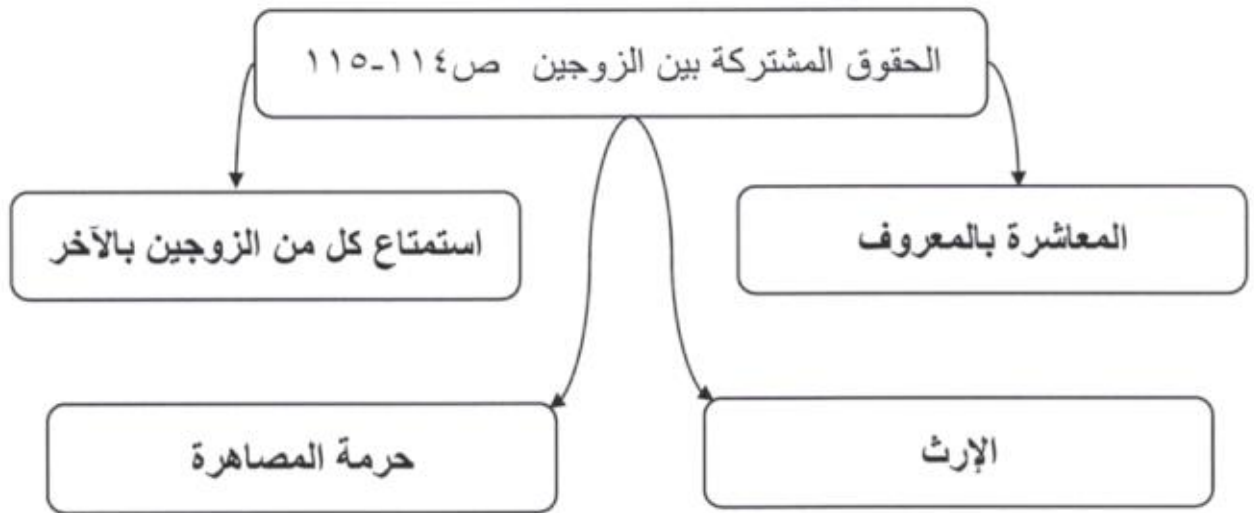 الحقوق المشتركة بين الزوجين ص١١٤-١١٥
المعاشرة بالمعروف
استمتاع كل من الزوجين بالآخر
الإرث
حرمة المصاهرة